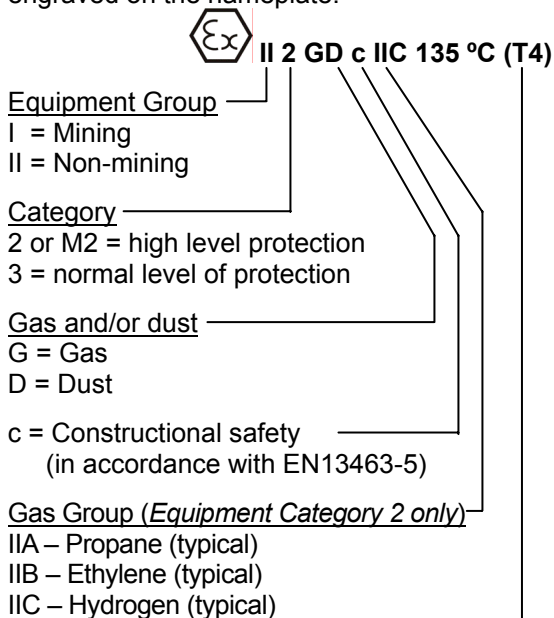 engraved on the nameplate.
Ex II 2 GD c IIC 135 ºC (T4)
Equipment Group
I = Mining
II = Non-mining
Category
2 or M2 = high level protection
3 = normal level of protection
Gas and/or dust
G = Gas
D = Dust
c = Constructional safety
(in accordance with EN13463-5)
Gas Group (Equipment Category 2 only)
IIA – Propane (typical)
IIB – Ethylene (typical)
IIC – Hydrogen (typical)